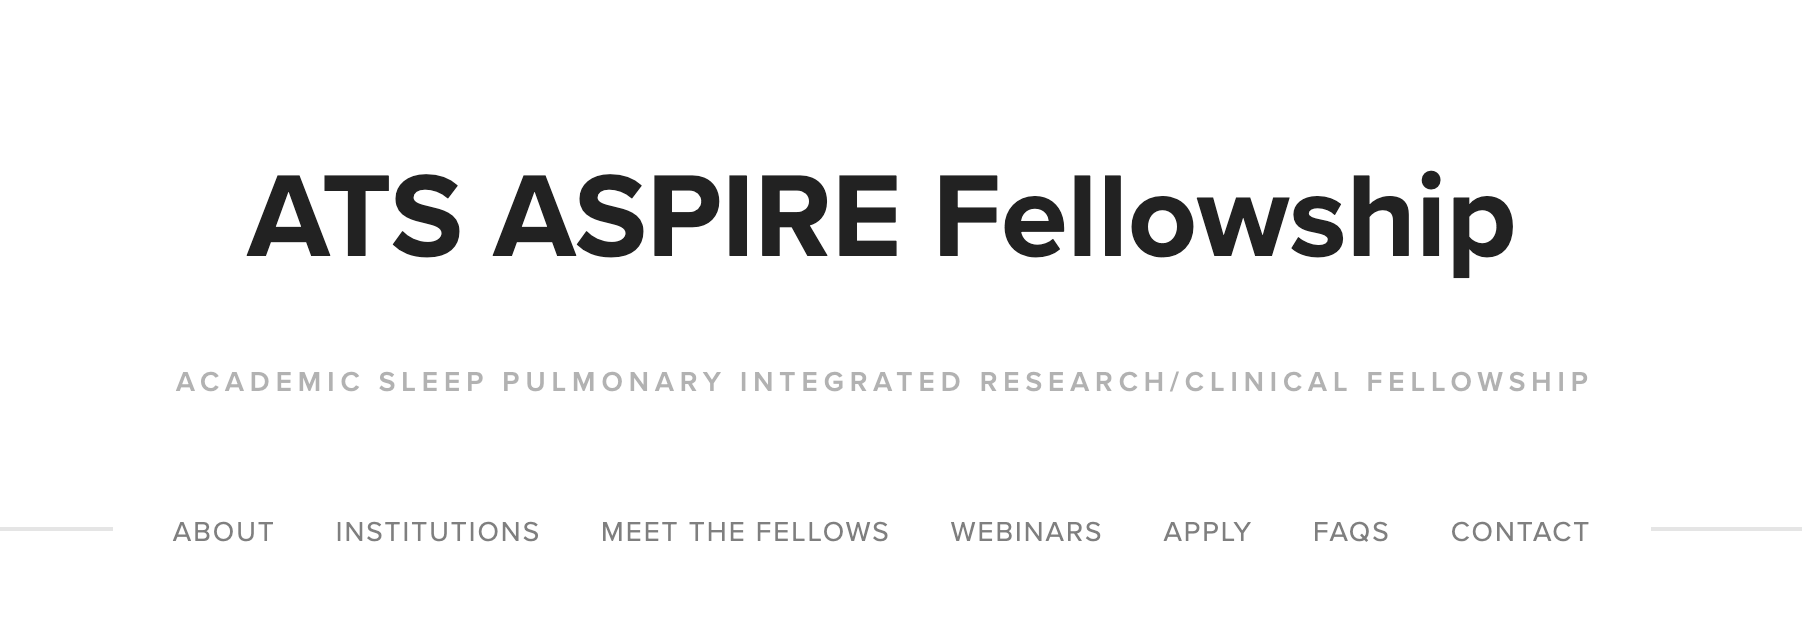 ATS ASPIRE Fellowship
ACADEMIC SLEEP PULMONARY INTEGRATED RESEARCH/CLINICAL FELLOWSHIP
ABOUT INSTITUTIONS MEET THE FELLOWS WEBINARS APPLY FAQS CONTACT